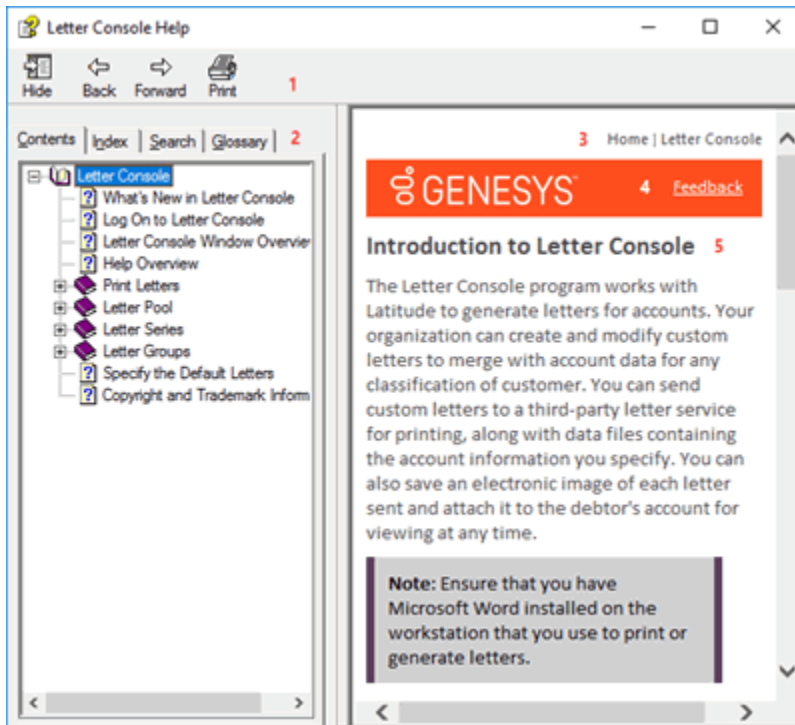 Letter Console Help
Hide Back Forward Print 1
Contents Index Search Glossary 2
Letter Console
What's New in Letter Console
Log On to Letter Console
Letter Console Window Overview
Help Overview
Print Letters
Letter Pool
Letter Series
Letter Groups
Specify the Default Letters
Copyright and Trademark Inform
3 Home | Letter Console
GENESYS™ 4 Feedback
Introduction to Letter Console 5
The Letter Console program works with
Latitude to generate letters for accounts. Your
organization can create and modify custom
letters to merge with account data for any
classification of customer. You can send
custom letters to a third-party letter service
for printing, along with data files containing
the account information you specify. You can
also save an electronic image of each letter
sent and attach it to the debtor's account for
viewing at any time.
Note: Ensure that you have
Microsoft Word installed on the
workstation that you use to print or
generate letters.